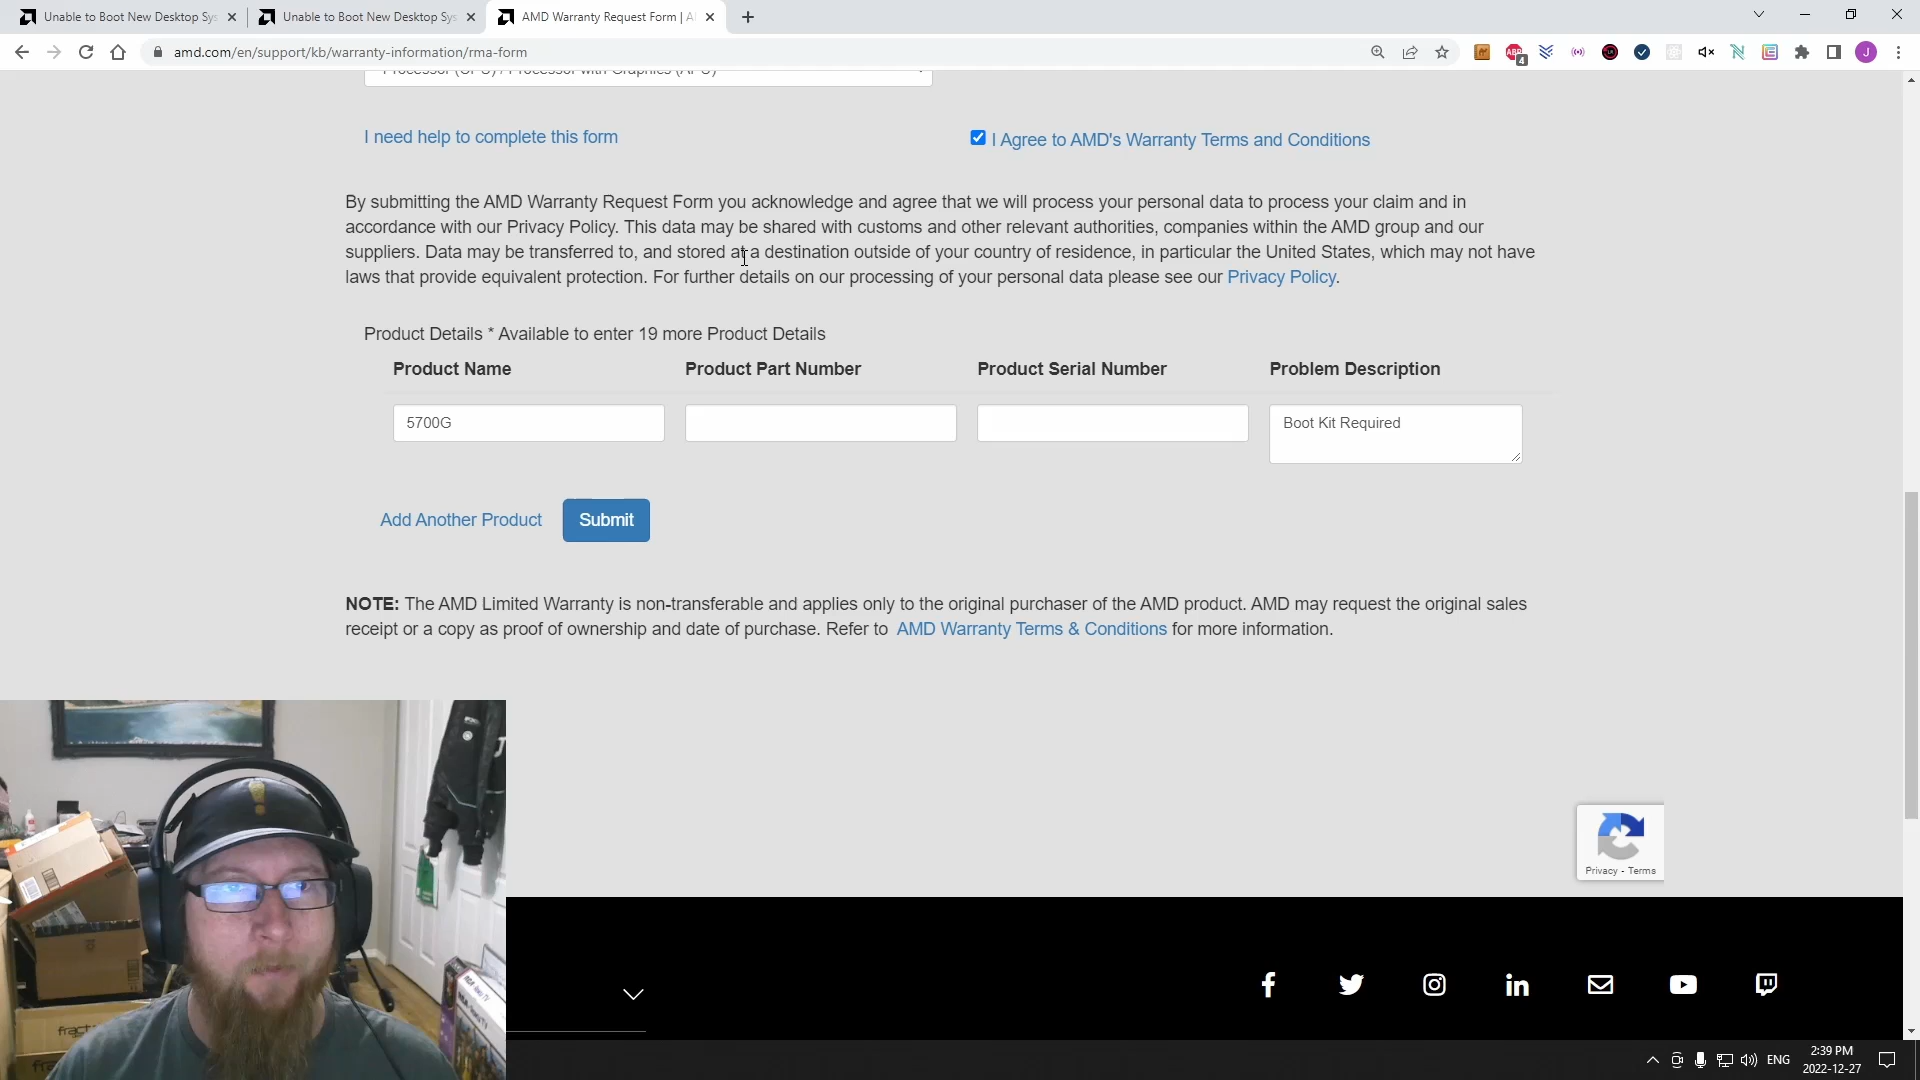 Unable to Boot New Desktop Sys
Unable to Boot New Desktop Sys
AMD Warranty Request Form | A
amd.com/en/support/kb/warranty-information/rma-form
ABP
4
J
Processor (CPU) / Processor with Graphics (APU)
I need help to complete this form
I Agree to AMD's Warranty Terms and Conditions
By submitting the AMD Warranty Request Form you acknowledge and agree that we will process your personal data to process your claim and in
accordance with our Privacy Policy. This data may be shared with customs and other relevant authorities, companies within the AMD group and our
suppliers. Data may be transferred to, and stored at a destination outside of your country of residence, in particular the United States, which may not have
laws that provide equivalent protection. For further details on our processing of your personal data please see our Privacy Policy.
Product Details * Available to enter 19 more Product Details
Product Name Product Part Number Product Serial Number Problem Description
5700G Boot Kit Required
Add Another Product Submit
NOTE: The AMD Limited Warranty is non-transferable and applies only to the original purchaser of the AMD product. AMD may request the original sales
receipt or a copy as proof of ownership and date of purchase. Refer to AMD Warranty Terms & Conditions for more information.
Privacy - Terms
fract
ENG
2:39 PM
2022-12-27